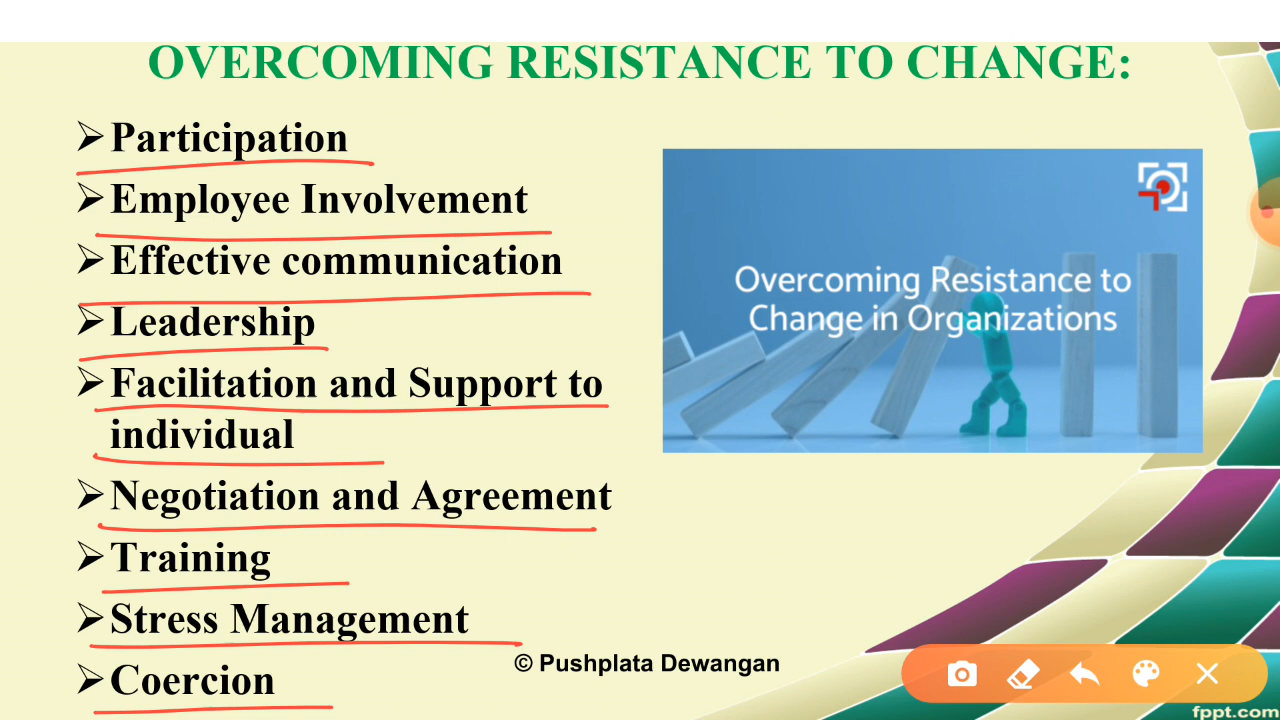 OVERCOMING RESISTANCE TO CHANGE:
➢Participation
➢Employee Involvement
➢Effective communication
➢Leadership
➢Facilitation and Support to
individual
➢Negotiation and Agreement
➢Training
➢Stress Management
➢Coercion
Overcoming Resistance to
Change in Organizations
© Pushplata Dewangan
fppt.com